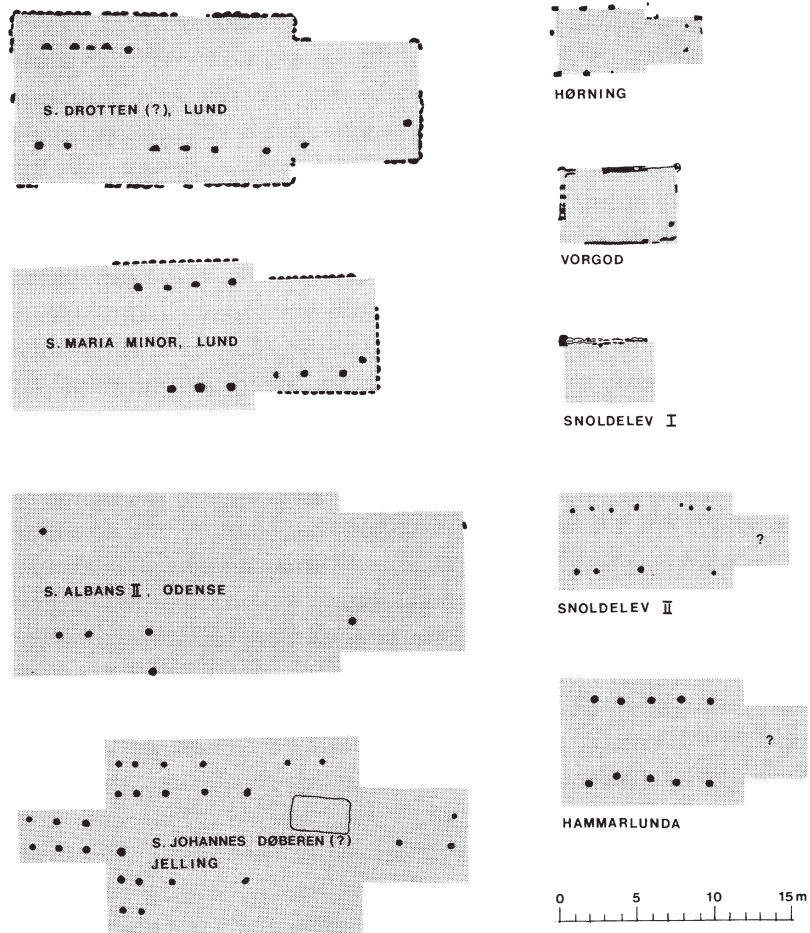 S. DROTTEN (?), LUND
S. MARIA MINOR, LUND
S. ALBANS II, ODENSE
S. JOHANNES DØBEREN (?)
JELLING
HØRNING
VORGOD
SNOLDELEV I
?
SNOLDELEV II
?
HAMMARLUNDA
0 5 10 15 m